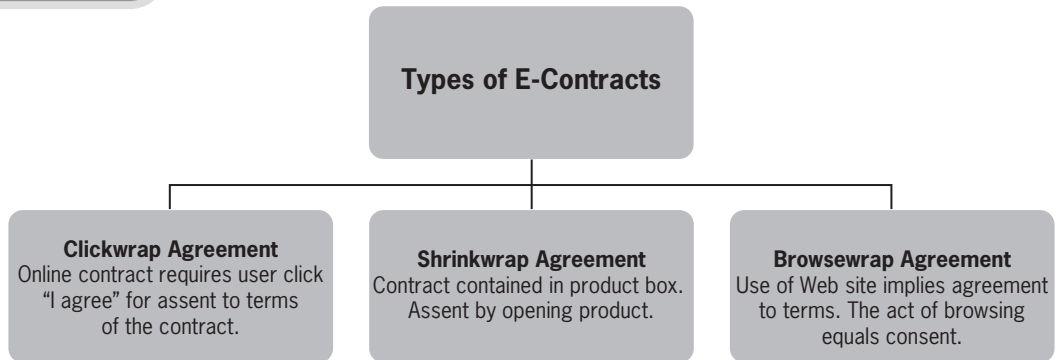 Types of E-Contracts
Clickwrap Agreement
Online contract requires user click
“I agree” for assent to terms
of the contract.
Shrinkwrap Agreement
Contract contained in product box.
Assent by opening product.
Browsewrap Agreement
Use of Web site implies agreement
to terms. The act of browsing
equals consent.